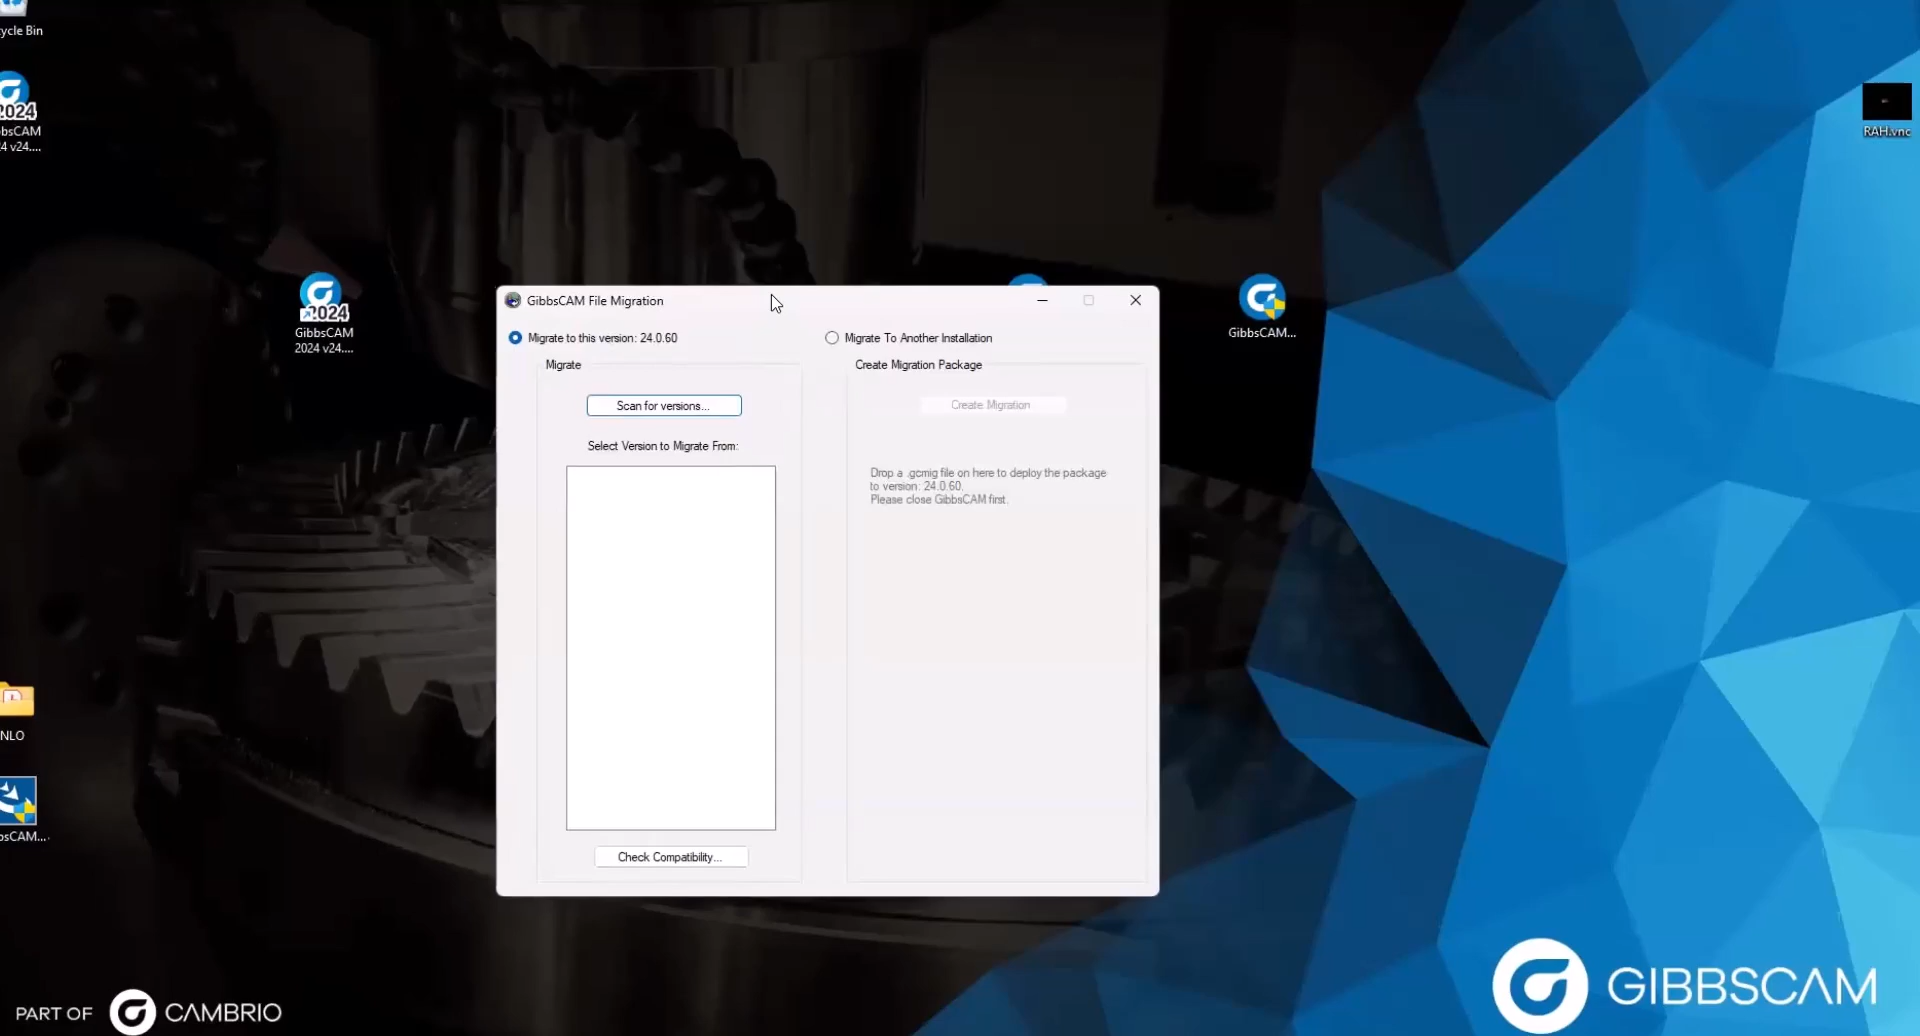 cycle Bin
2024
bsCAM
4 v24....
RAH.vnc
2024
GibbsCAM
2024 v24....
GibbsCAM...
GibbsCAM File Migration
Migrate to this version: 24.0.60
Migrate To Another Installation
Migrate
Create Migration Package
Scan for versions...
Create Migration
Select Version to Migrate From:
Drop a .gcmig file on here to deploy the package
to version: 24.0.60.
Please close GibbsCAM first.
NLO
bsCAM...
Check Compatibility...
PART OF CAMBRIO
GIBBSCAM